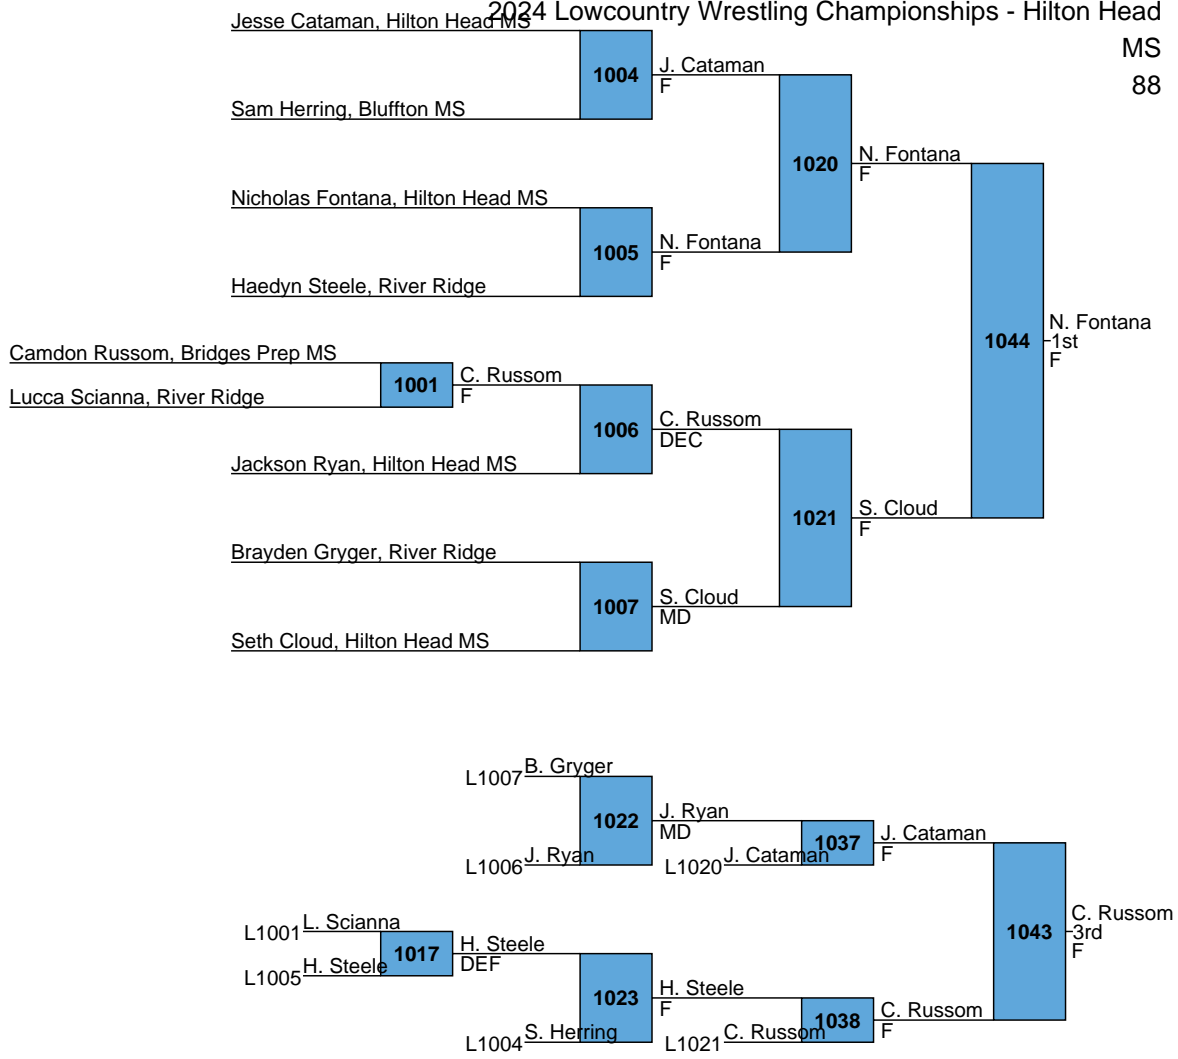 2024 Lowcountry Wrestling Championships - Hilton Head
MS
88
Jesse Cataman, Hilton Head MS
1004
J. Cataman
F
Sam Herring, Bluffton MS
1020
N. Fontana
F
Nicholas Fontana, Hilton Head MS
1005
N. Fontana
F
Haedyn Steele, River Ridge
1044
N. Fontana
1st
F
Camdon Russom, Bridges Prep MS
1001
C. Russom
F
Lucca Scianna, River Ridge
1006
C. Russom
DEC
Jackson Ryan, Hilton Head MS
1021
S. Cloud
F
Brayden Gryger, River Ridge
1007
S. Cloud
MD
Seth Cloud, Hilton Head MS
L1007
B. Gryger
1022
J. Ryan
MD
L1006
J. Ryan
L1020
J. Cataman
1037
J. Cataman
F
L1001
L. Scianna
1017
H. Steele
DEF
L1005
H. Steele
1043
C. Russom
3rd
F
1023
H. Steele
F
L1004
S. Herring
L1021
C. Russom
1038
C. Russom
F